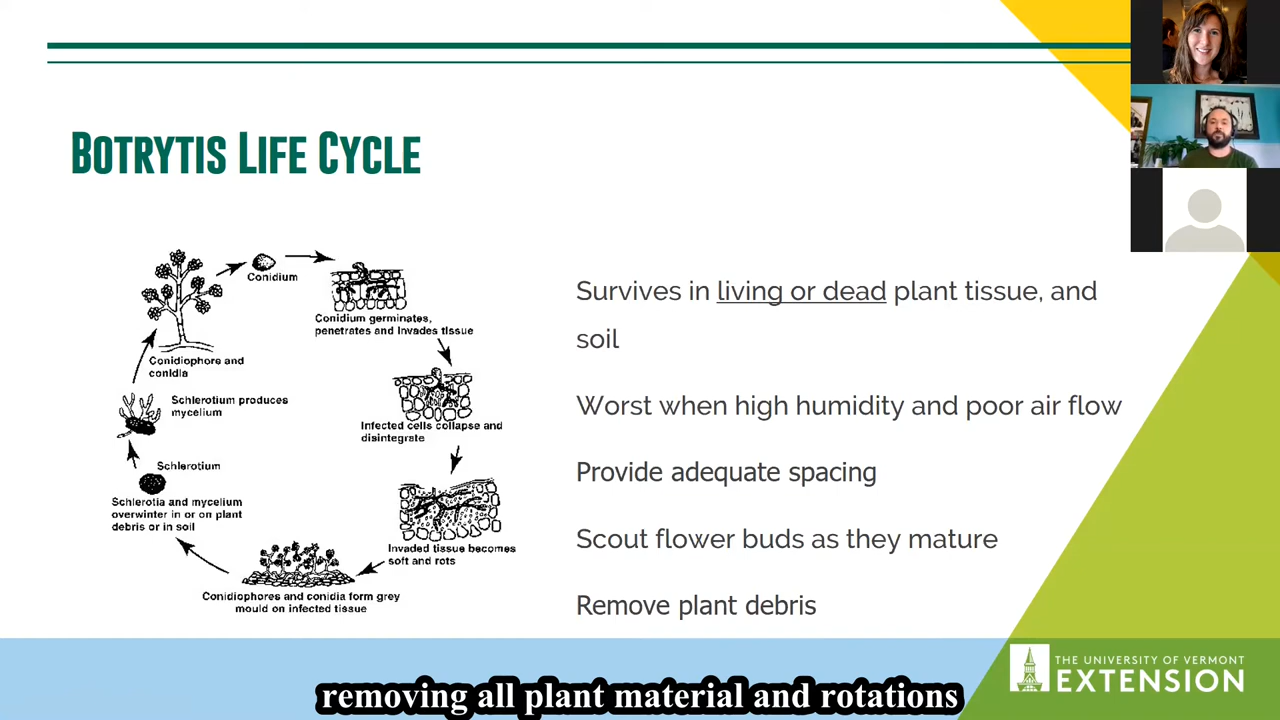 BOTRYTIS LIFE CYCLE
Conidium
Conidium germinates,
penetrates and invades tissue
Conidiophore and
conidia
Schlerotium produces
mycelium
Infected cells collapse and
disintegrate
Schlerotium
Schlerotia and mycelium
overwinter in or on plant
debris or in soil
Invaded tissue becomes
soft and rots
Conidiophores and conidia form grey
mould on infected tissue
Survives in living or dead plant tissue, and
soil
Worst when high humidity and poor air flow
Provide adequate spacing
Scout flower buds as they mature
Remove plant debris
THE UNIVERSITY OF VERMONT
EXTENSION
removing all plant material and rotations